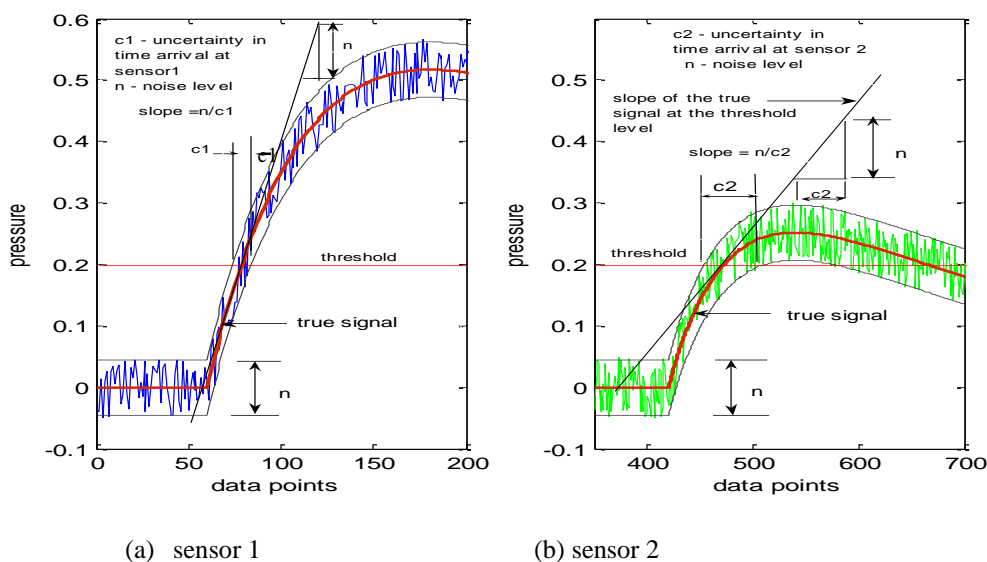 0.6
0.5
0.4
0.3
0.2
0.1
0
-0.1
pressure
c1 - uncertainty in
time arrival at
sensor1
n - noise level
slope =n/c1
n
c1
c1
threshold
true signal
n
0
50
100
150
200
data points
0.6
0.5
0.4
0.3
0.2
0.1
0
-0.1
pressure
c2 - uncertainty in
time arrival at sensor 2
n - noise level
slope of the true
signal at the threshold
level
slope = n/c2
n
c2
c2
threshold
true signal
n
400
500
600
700
data points
(a) sensor 1
(b) sensor 2